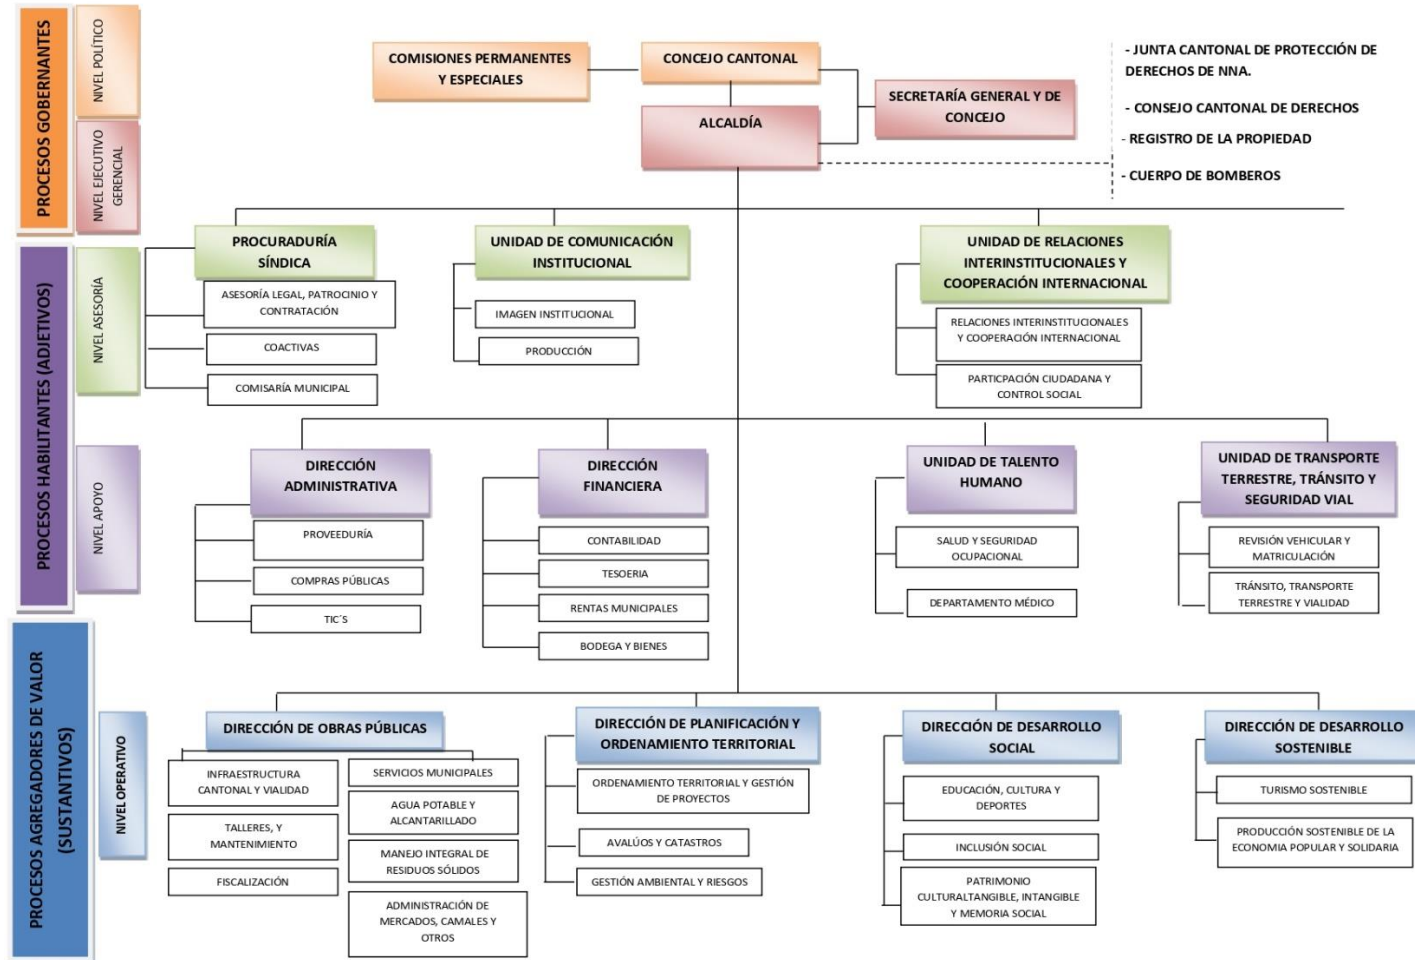 PROCESOS GOBERNANTES
NIVEL POLÍTICO
NIVEL EJECUTIVO
GERENCIAL
COMISIONES PERMANENTES
Y ESPECIALES
CONCEJO CANTONAL
ALCALDÍA
SECRETARÍA GENERAL Y DE
CONCEJO
- JUNTA CANTONAL DE PROTECCIÓN DE
DERECHOS DE NNA.
- CONSEJO CANTONAL DE DERECHOS
- REGISTRO DE LA PROPIEDAD
- CUERPO DE BOMBEROS
PROCESOS HABILITANTES (ADJETIVOS)
NIVEL ASESORÍA
PROCURADURÍA
SÍNDICA
ASESORÍA LEGAL, PATROCINIO Y
CONTRATACIÓN
COACTIVAS
COMISARÍA MUNICIPAL
UNIDAD DE COMUNICACIÓN
INSTITUCIONAL
IMAGEN INSTITUCIONAL
PRODUCCIÓN
UNIDAD DE RELACIONES
INTERINSTITUCIONALES Y
COOPERACIÓN INTERNACIONAL
RELACIONES INTERINSTITUCIONALES
Y COOPERACIÓN INTERNACIONAL
PARTICPACIÓN CIUDADANA Y
CONTROL SOCIAL
NIVEL APOYO
DIRECCIÓN
ADMINISTRATIVA
PROVEEDURÍA
COMPRAS PÚBLICAS
TIC´S
DIRECCIÓN
FINANCIERA
CONTABILIDAD
TESOERIA
RENTAS MUNICIPALES
BODEGA Y BIENES
UNIDAD DE TALENTO
HUMANO
SALUD Y SEGURIDAD
OCUPACIONAL
DEPARTAMENTO MÉDICO
UNIDAD DE TRANSPORTE
TERRESTRE, TRÁNSITO Y
SEGURIDAD VIAL
REVISIÓN VEHICULAR Y
MATRICULACIÓN
TRÁNSITO, TRANSPORTE
TERRESTRE Y VIALIDAD
PROCESOS AGREGADORES DE VALOR
(SUSTANTIVOS)
NIVEL OPERATIVO
DIRECCIÓN DE OBRAS PÚBLICAS
INFRAESTRUCTURA
CANTONAL Y VIALIDAD
TALLERES, Y
MANTENIMIENTO
FISCALIZACIÓN
SERVICIOS MUNICIPALES
AGUA POTABLE Y
ALCANTARILLADO
MANEJO INTEGRAL DE
RESIDUOS SÓLIDOS
ADMINISTRACIÓN DE
MERCADOS, CAMALES Y
OTROS
DIRECCIÓN DE PLANIFICACIÓN Y
ORDENAMIENTO TERRITORIAL
ORDENAMIENTO TERRITORIAL Y GESTIÓN
DE PROYECTOS
AVALÚOS Y CATASTROS
GESTIÓN AMBIENTAL Y RIESGOS
DIRECCIÓN DE DESARROLLO
SOCIAL
EDUCACIÓN, CULTURA Y
DEPORTES
INCLUSIÓN SOCIAL
PATRIMONIO
CULTURALTANGIBLE, INTANGIBLE
Y MEMORIA SOCIAL
DIRECCIÓN DE DESARROLLO
SOSTENIBLE
TURISMO SOSTENIBLE
PRODUCCIÓN SOSTENIBLE DE LA
ECONOMIA POPULAR Y SOLIDARIA